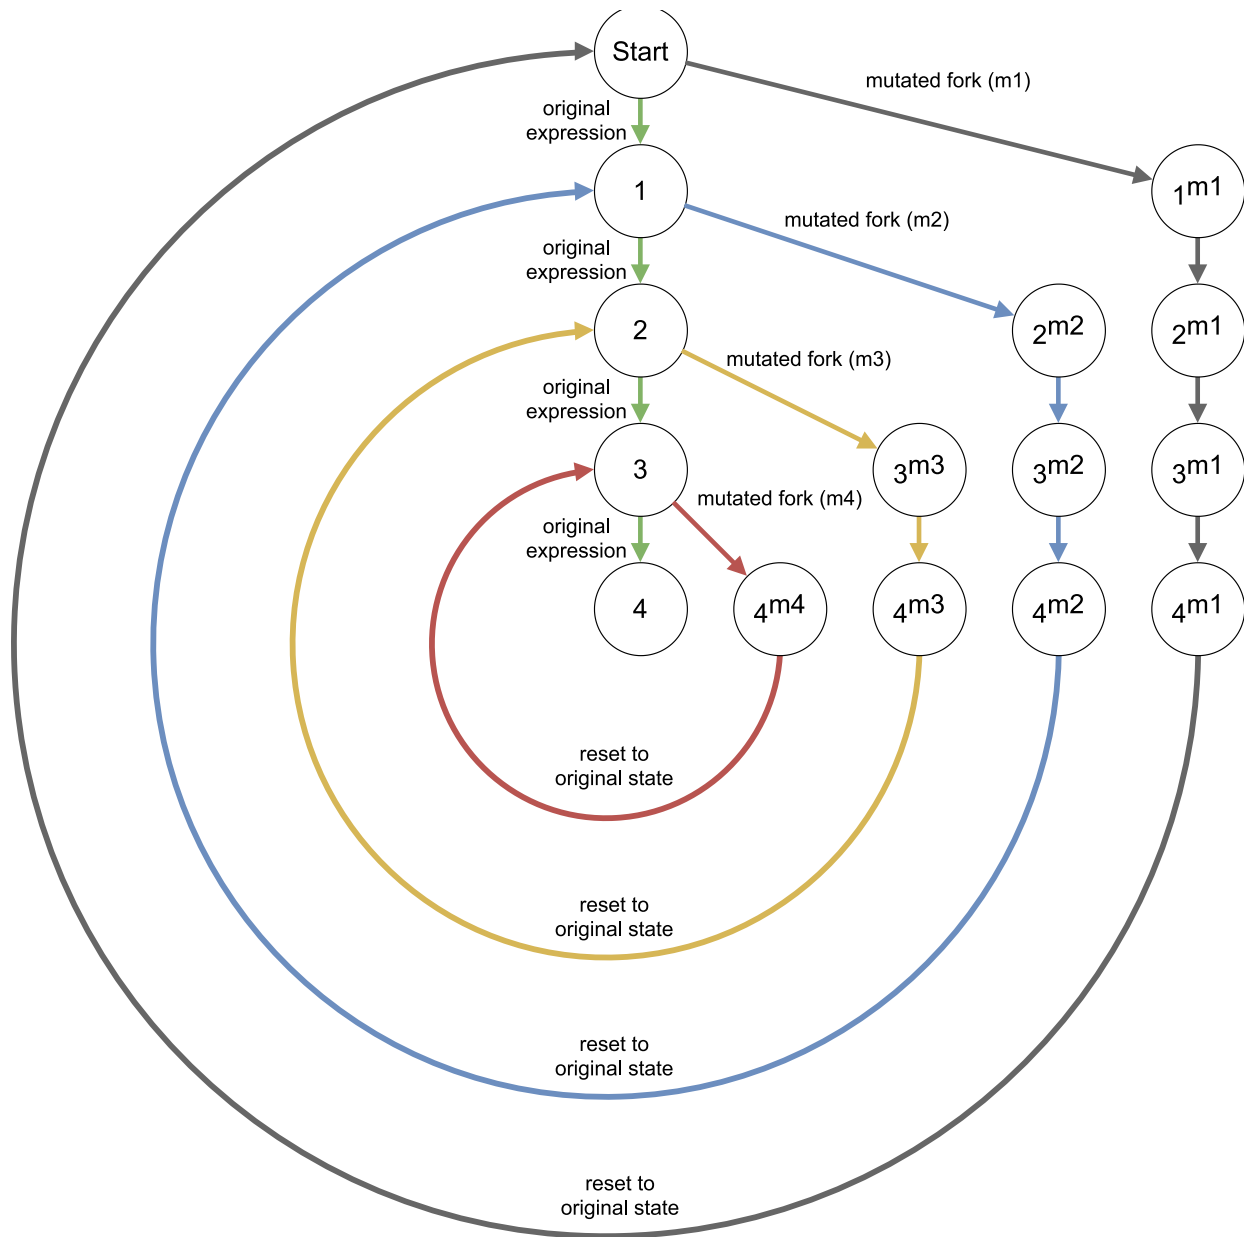 Start
mutated fork (m1)
original
expression
1
1m1
mutated fork (m2)
original
expression
2
2m2
2m1
mutated fork (m3)
original
expression
3
3m3
3m2
3m1
mutated fork (m4)
original
expression
4
4m4
4m3
4m2
4m1
reset to
original state
reset to
original state
reset to
original state
reset to
original state